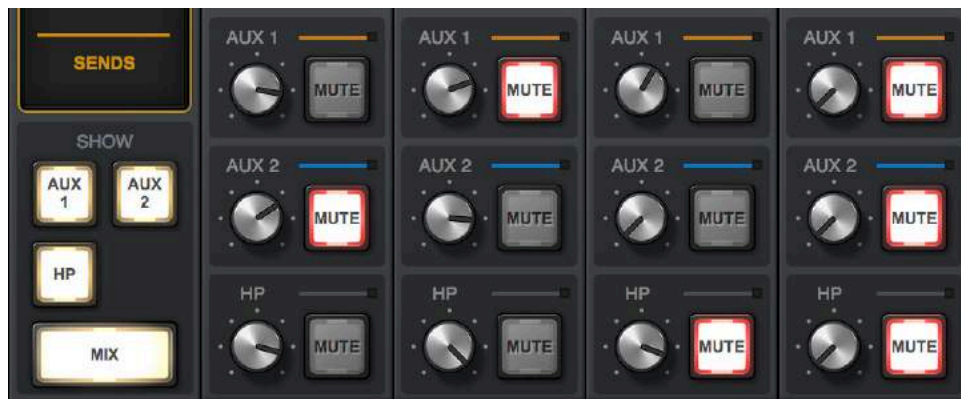 SENDS
SHOW
AUX 1
AUX 2
HP
MIX
AUX 1 AUX 1 AUX 1 AUX 1
MUTE MUTE MUTE MUTE
AUX 2 AUX 2 AUX 2 AUX 2
MUTE MUTE MUTE MUTE
HP HP HP HP
MUTE MUTE MUTE MUTE